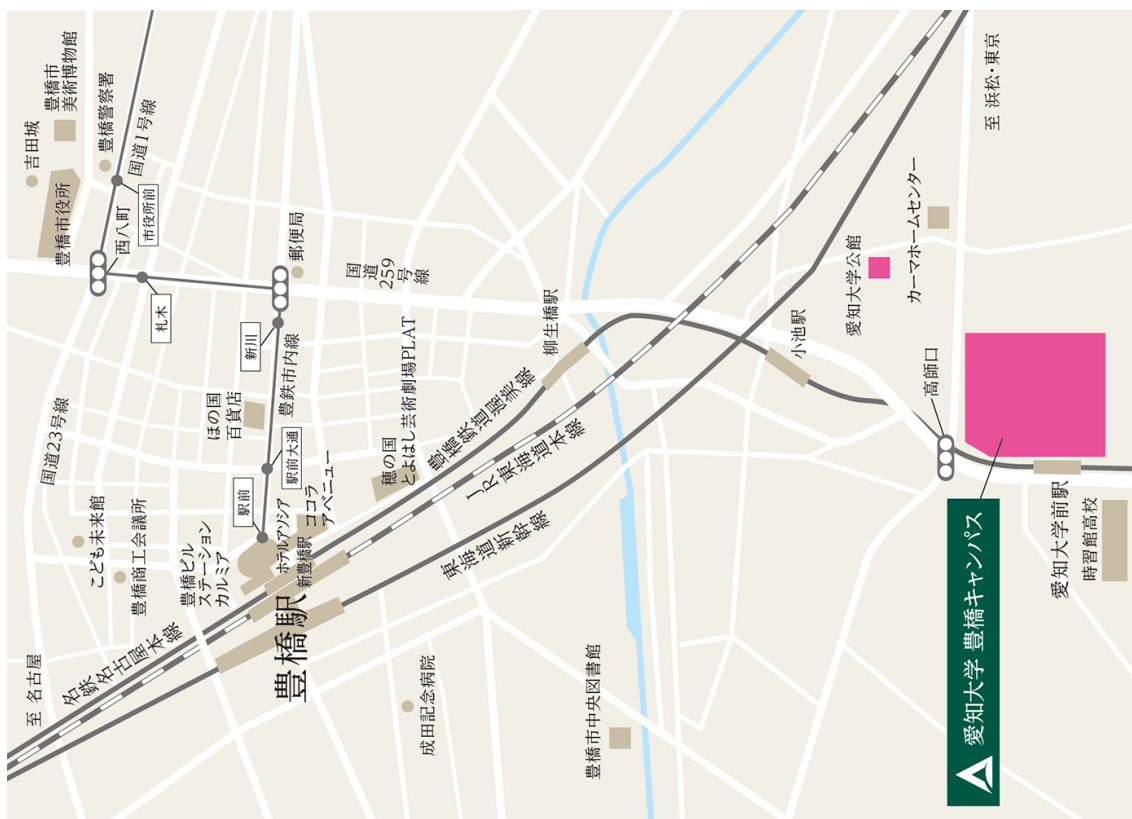 至 名古屋
こども未来館
豊橋商工会議所
国道23号線
豊橋ビル
ステーション
カルミア
名鉄名古屋本線
豊橋駅
新豊橋駅
ホテルアソシア
ココラ
アベニュー
駅前
駅前大通
ほの国
百貨店
豊鉄市内線
新川
札木
西八町
市役所前
国道1号線
豊橋市役所
吉田城
豊橋市
美術博物館
豊橋警察署
郵便局
国道
259号線
穂の国
とよはし芸術劇場PLAT
豊橋鉄道渥美線
JR東海道本線
東海道新幹線
柳生橋駅
成田記念病院
豊橋市中央図書館
小池駅
愛知大学公館
カーマホームセンター
至 浜松・東京
高師口
愛知大学 豊橋キャンパス
愛知大学前駅
時習館高校